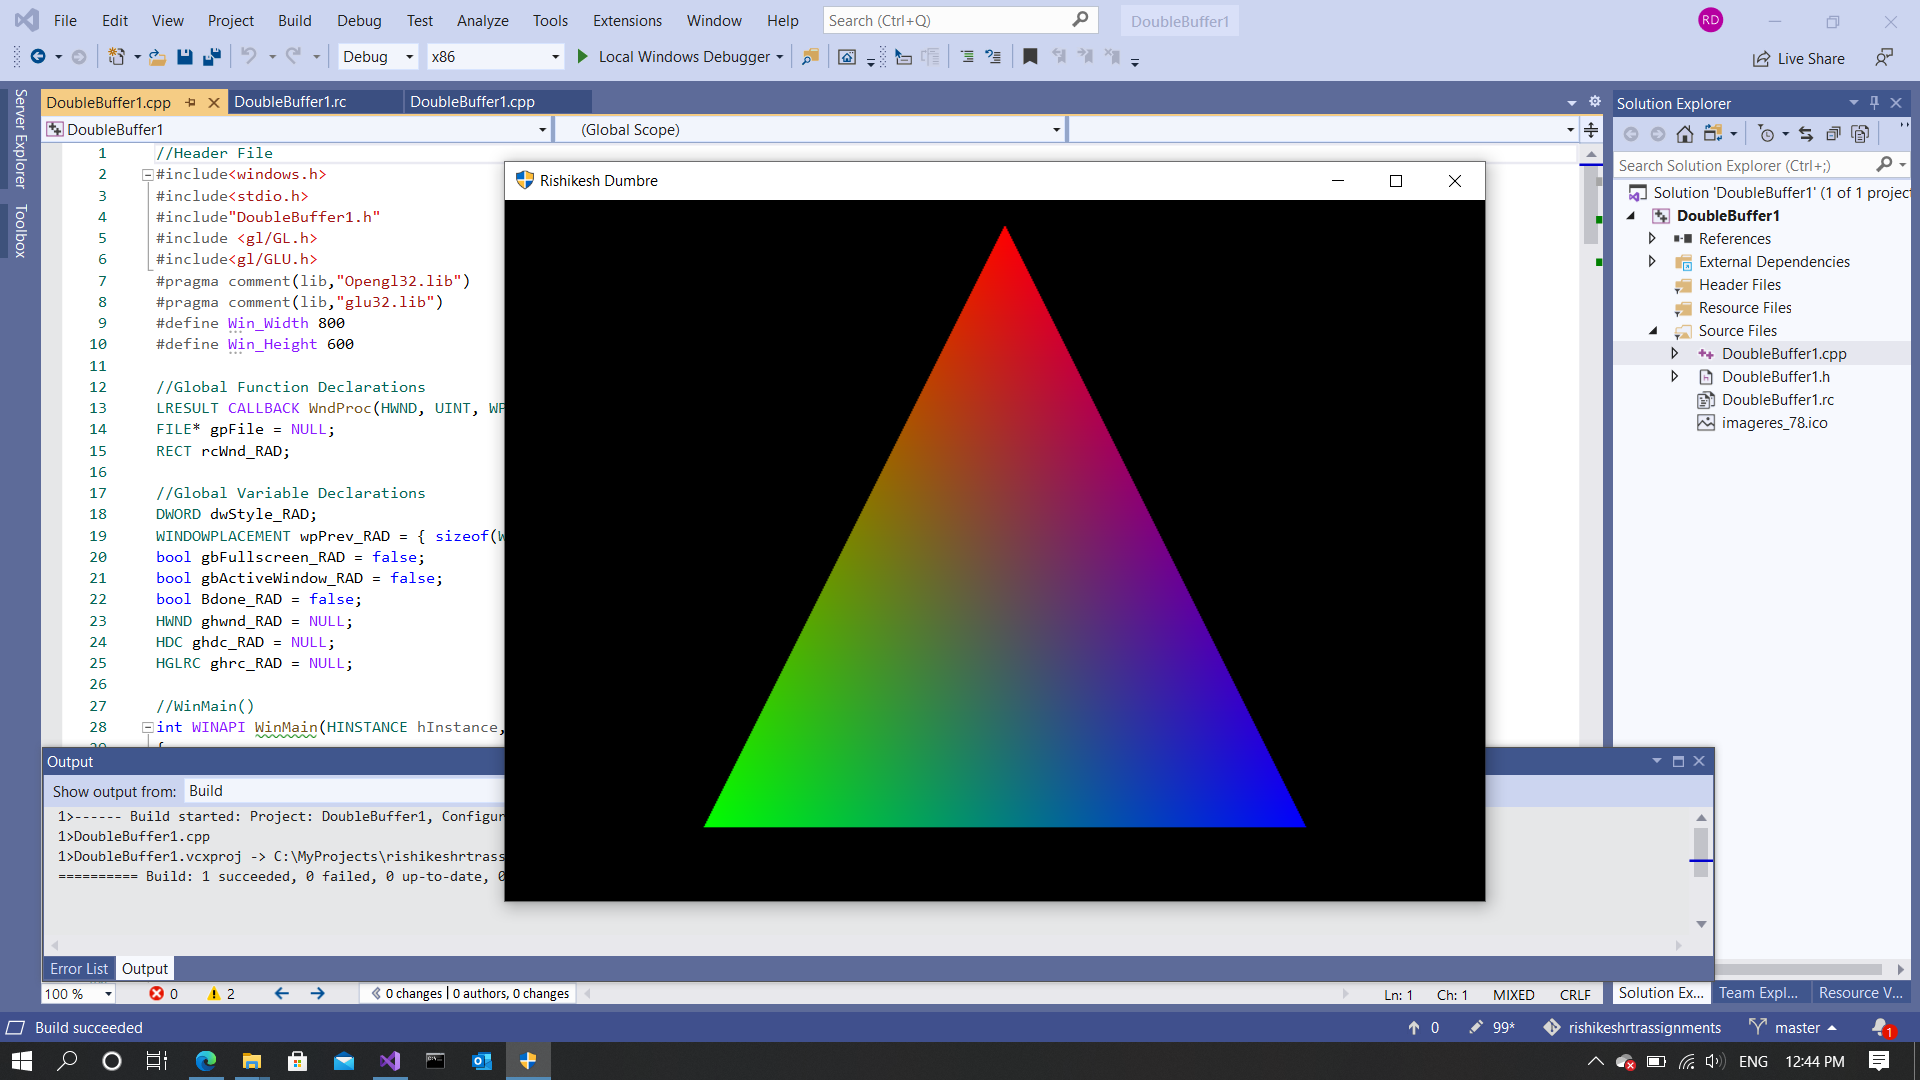 File Edit View Project Build Debug Test Analyze Tools Extensions Window Help Search (Ctrl+Q) DoubleBuffer1 RD
Debug x86 Local Windows Debugger Live Share
Server Explorer
Toolbox
DoubleBuffer1.cpp DoubleBuffer1.rc DoubleBuffer1.cpp
DoubleBuffer1 (Global Scope)
1 //Header File
2 #include<windows.h>
3 #include<stdio.h>
4 #include"DoubleBuffer1.h"
5 #include <gl/GL.h>
6 #include<gl/GLU.h>
7 #pragma comment(lib,"Opengl32.lib")
8 #pragma comment(lib,"glu32.lib")
9 #define Win_Width 800
10 #define Win_Height 600
11
12 //Global Function Declarations
13 LRESULT CALLBACK WndProc(HWND, UINT, WP
14 FILE* gpFile = NULL;
15 RECT rcWnd_RAD;
16
17 //Global Variable Declarations
18 DWORD dwStyle_RAD;
19 WINDOWPLACEMENT wpPrev_RAD = { sizeof(W
20 bool gbFullscreen_RAD = false;
21 bool gbActiveWindow_RAD = false;
22 bool Bdone_RAD = false;
23 HWND ghwnd_RAD = NULL;
24 HDC ghdc_RAD = NULL;
25 HGLRC ghrc_RAD = NULL;
26
27 //WinMain()
28 int WINAPI WinMain(HINSTANCE hInstance,
29 {
Rishikesh Dumbre
Solution Explorer
Search Solution Explorer (Ctrl+;)
Solution 'DoubleBuffer1' (1 of 1 project
DoubleBuffer1
References
External Dependencies
Header Files
Resource Files
Source Files
DoubleBuffer1.cpp
DoubleBuffer1.h
DoubleBuffer1.rc
imageres_78.ico
Output
Show output from: Build
1>------ Build started: Project: DoubleBuffer1, Configur
1>DoubleBuffer1.cpp
1>DoubleBuffer1.vcxproj -> C:\MyProjects\rishikeshrtrass
========== Build: 1 succeeded, 0 failed, 0 up-to-date, 0
Error List Output
100 % 0 2 0 changes | 0 authors, 0 changes Ln: 1 Ch: 1 MIXED CRLF
Solution Ex... Team Expl... Resource V...
Build succeeded 0 99* rishikeshrtrassignments master 1
ENG 12:44 PM